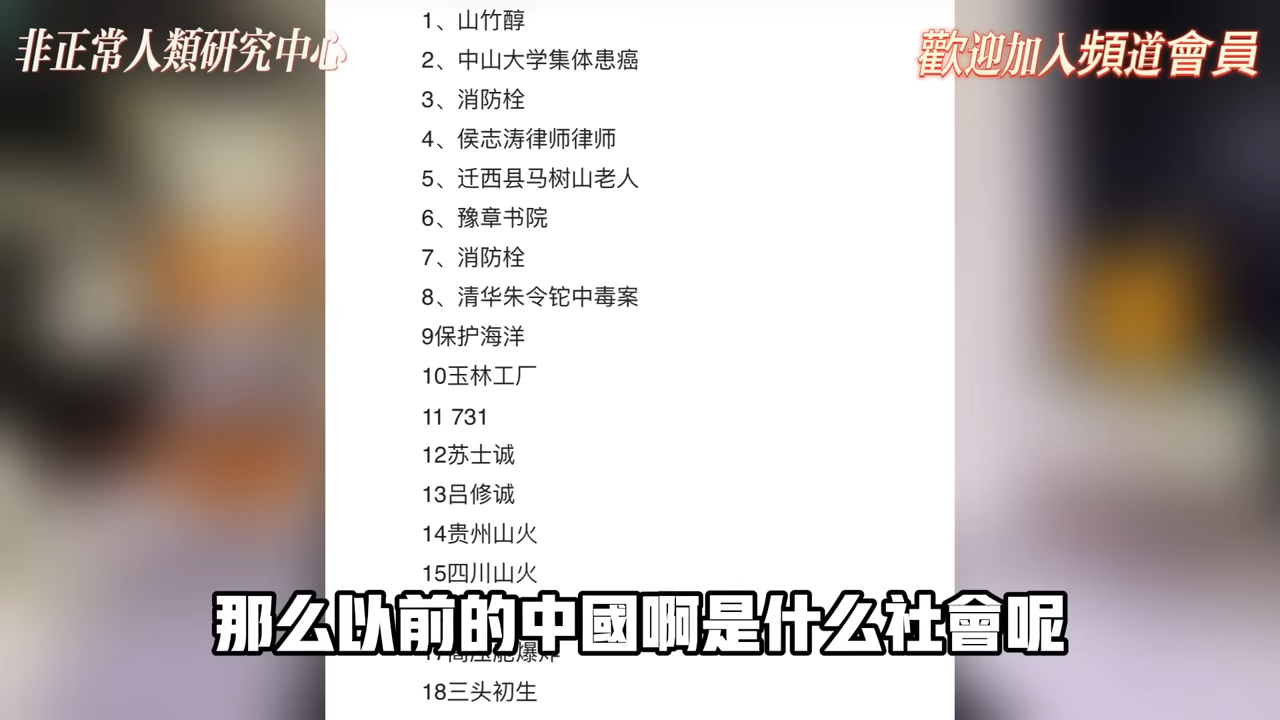 非正常人類研究中心
歡迎加入頻道會員
1、山竹醇
2、中山大学集体患癌
3、消防栓
4、侯志涛律师律师
5、迁西县马树山老人
6、豫章书院
7、消防栓
8、清华朱令铊中毒案
9保护海洋
10玉林工厂
11 731
12苏士诚
13吕修诚
14贵州山火
15四川山火
那么以前的中國啊是什么社會呢
18三头初生